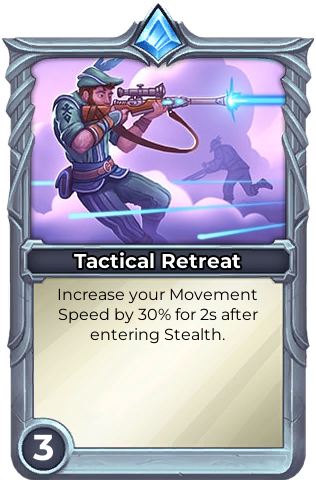 Tactical Retreat
Increase your Movement
Speed by 30% for 2s after
entering Stealth.
3